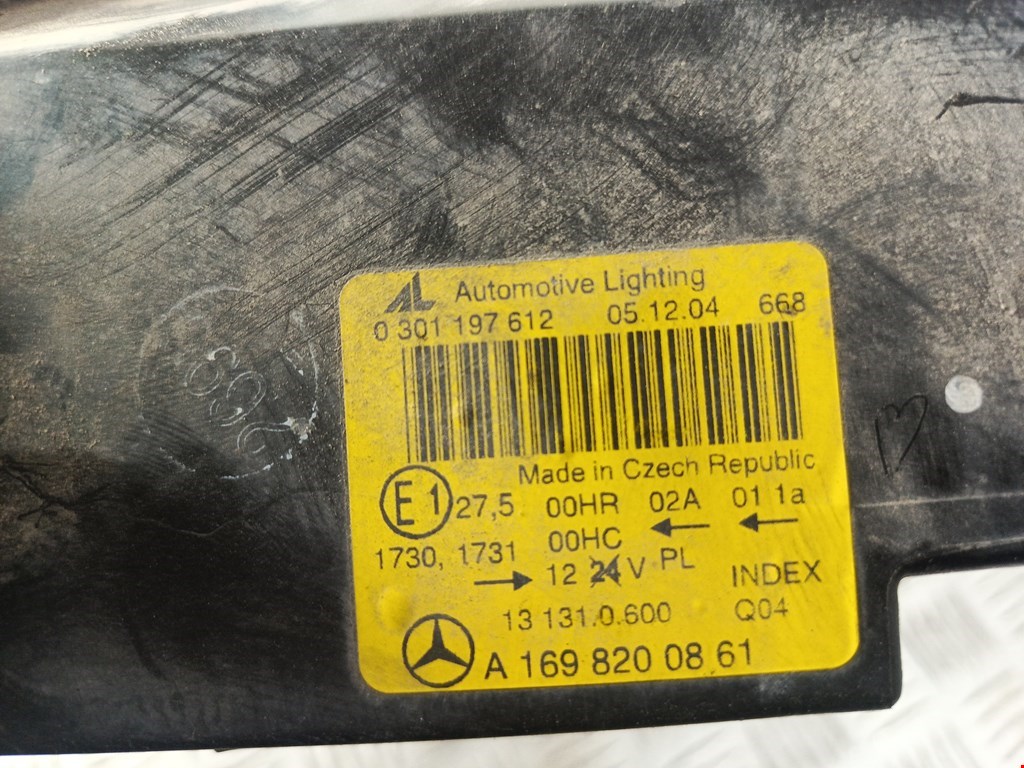 AL Automotive Lighting
0 301 197 612 05.12.04 668
Made in Czech Republic
E1 27,5 00HR 02A 01 1a
1730, 1731 00HC
12 24 V PL INDEX
13 131.0.600 Q04
A 169 820 08 61